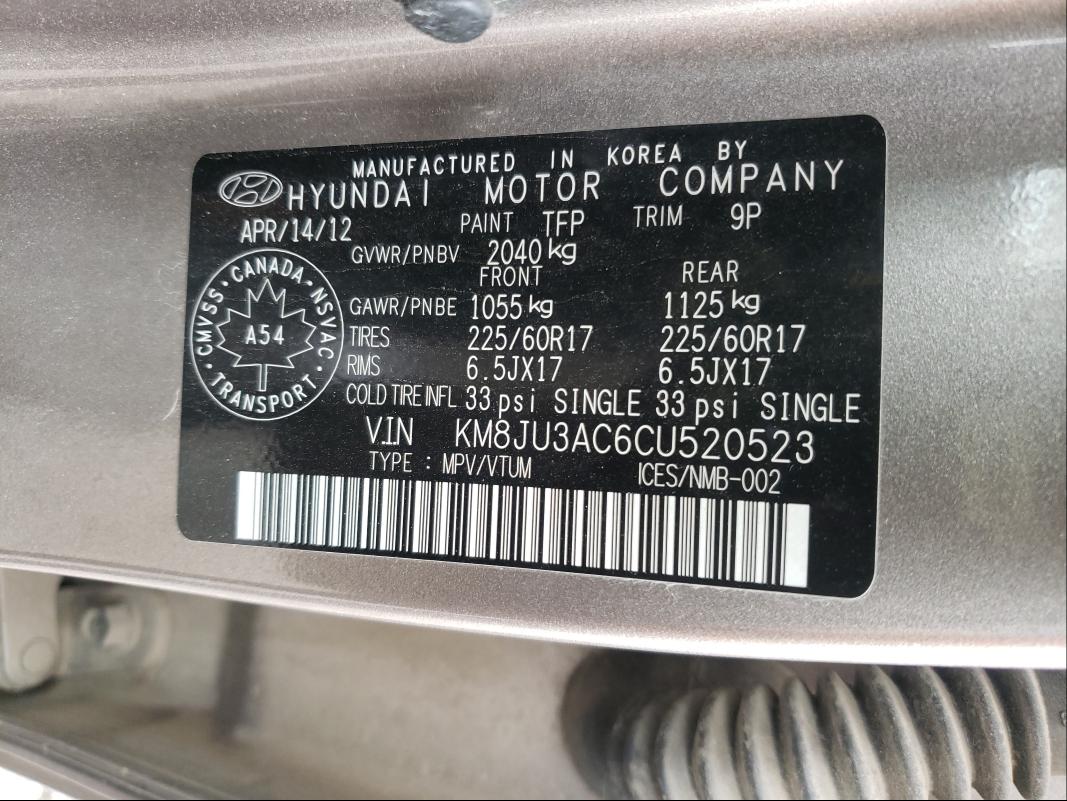 MANUFACTURED IN KOREA BY
HYUNDAI MOTOR COMPANY
APR/14/12 PAINT TFP TRIM 9P
GVWR/PNBV 2040 kg
FRONT REAR
GAWR/PNBE 1055 kg 1125 kg
TIRES 225/60R17 225/60R17
RIMS 6.5JX17 6.5JX17
COLD TIRE INFL 33 psi SINGLE 33 psi SINGLE
V.I.N KM8JU3AC6CU520523
TYPE : MPV/VTUM ICES/NMB-002
CMVSS · CANADA · NSVAC · TRANSPORT ·
A54